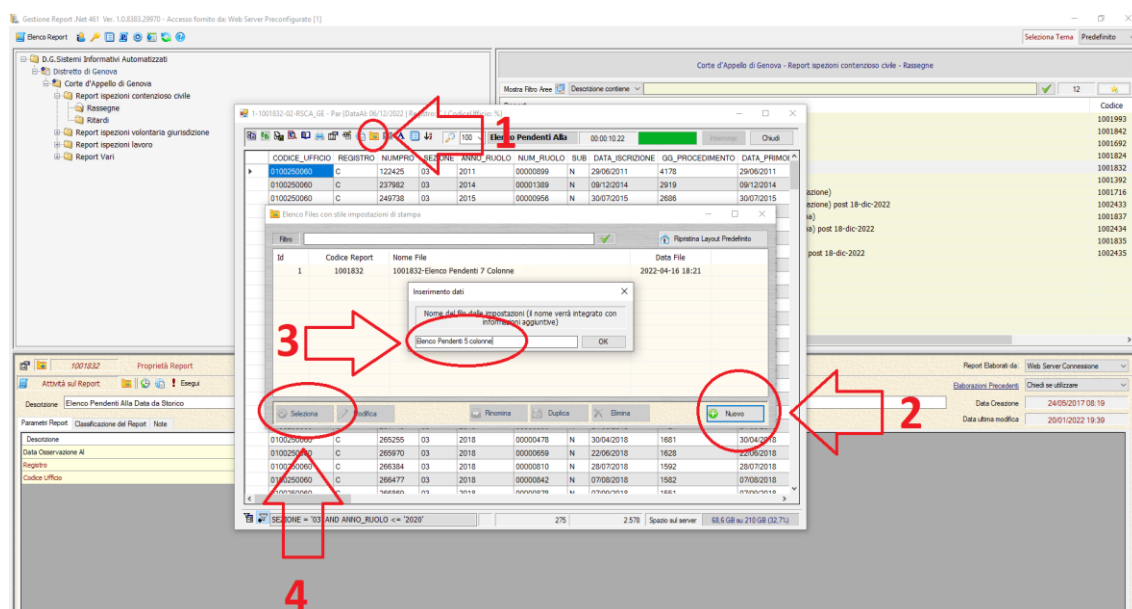 Gestione Report .Net 461 Ver. 1.0.8383.29970 - Accesso fornito da: Web Server Preconfigurato [1]
Elenco Report
Seleziona Tema Predefinito
D.G.Sistemi Informativi Automatizzati
Distretto di Genova
Corte d'Appello di Genova
Report ispezioni contenzioso civile
Rassegne
Ritardi
Report ispezioni volontaria giurisdizione
Report ispezioni lavoro
Report Vari
Corte d'Appello di Genova - Report ispezioni contenzioso civile - Rassegne
Mostra Filtro Aree Descrizione contiene 12
Codice
1001993
1001842
1001692
1001824
1001832
1001392
azione) 1001716
azione) post 18-dic-2022 1002433
1001837
post 18-dic-2022 1002434
1001835
post 18-dic-2022 1002435
1-1001832-02-RSCA_GE - Par (DataAl: 06/12/2022 | Registro: C | CodiceUfficio: %)
1
100 Elenco Pendenti Alla 00:00:10.22 Interrompi Chiudi
CODICE_UFFICIO REGISTRO NUMPRO SEZIONE ANNO_RUOLO NUM_RUOLO SUB DATA_ISCRIZIONE GG_PROCEDIMENTO DATA_PRIMOI
0100250060 C 122425 03 2011 00000899 N 29/06/2011 4178 29/06/2011
0100250060 C 237982 03 2014 00001389 N 09/12/2014 2919 09/12/2014
0100250060 C 249738 03 2015 00000956 N 30/07/2015 2686 30/07/2015
Elenco Files con stile impostazioni di stampa
Filtro Ripristina Layout Predefinito
Id Codice Report Nome File Data File
1 1001832 1001832-Elenco Pendenti 7 Colonne 2022-04-16 18:21
Inserimento dati
Nome del file delle impostazioni (il nome verrà integrato con
informazioni aggiuntive)
3
Elenco Pendenti 5 colonne OK
Seleziona Modifica Rinomina Duplica Elimina Nuovo
2
0100250060 C 265255 03 2018 00000478 N 30/04/2018 1681 30/04/2018
0100250060 C 265970 03 2018 00000659 N 22/06/2018 1628 22/06/2018
0100250060 C 266384 03 2018 00000810 N 28/07/2018 1592 28/07/2018
0100250060 C 266477 03 2018 00000842 N 07/08/2018 1582 07/08/2018
SEZIONE = '03' AND ANNO_RUOLO <= '2020' 275 2.578 Spazio sul server 68,6 GB su 210 GB (32,7%)
4
1001832 Proprietà Report
Attività sul Report Esegui
Descrizione Elenco Pendenti Alla Data da Storico
Parametri Report Classificazione del Report Note
Descrizione
Data Osservazione Al
Registro
Codice Ufficio
Report Elaborati da: Web Server Connessione
Elaborazioni Precedenti Chiedi se utilizzare
Data Creazione 24/05/2017 08:19
Data ultima modifica 20/01/2022 19:39